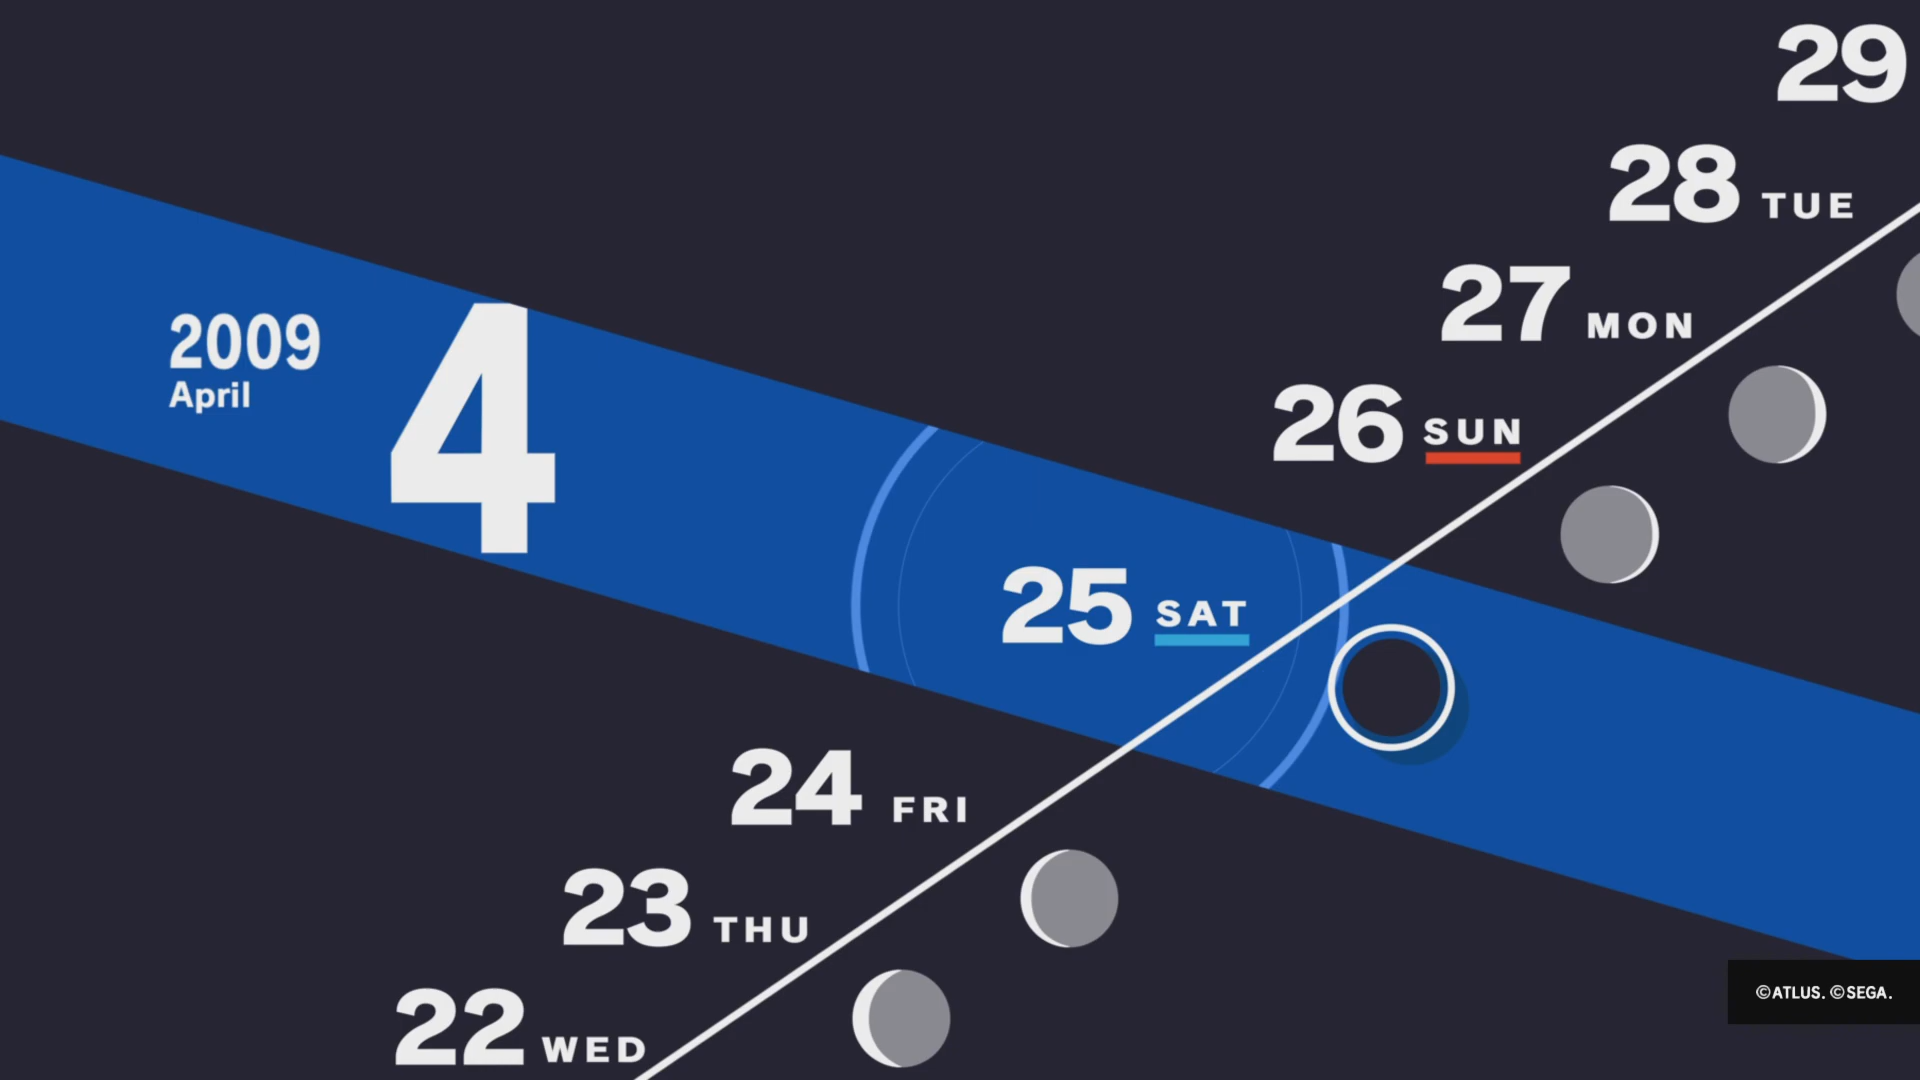 29
28 TUE
27 MON
26 SUN
2009
April
4
25 SAT
24 FRI
23 THU
22 WED
©ATLUS. ©SEGA.